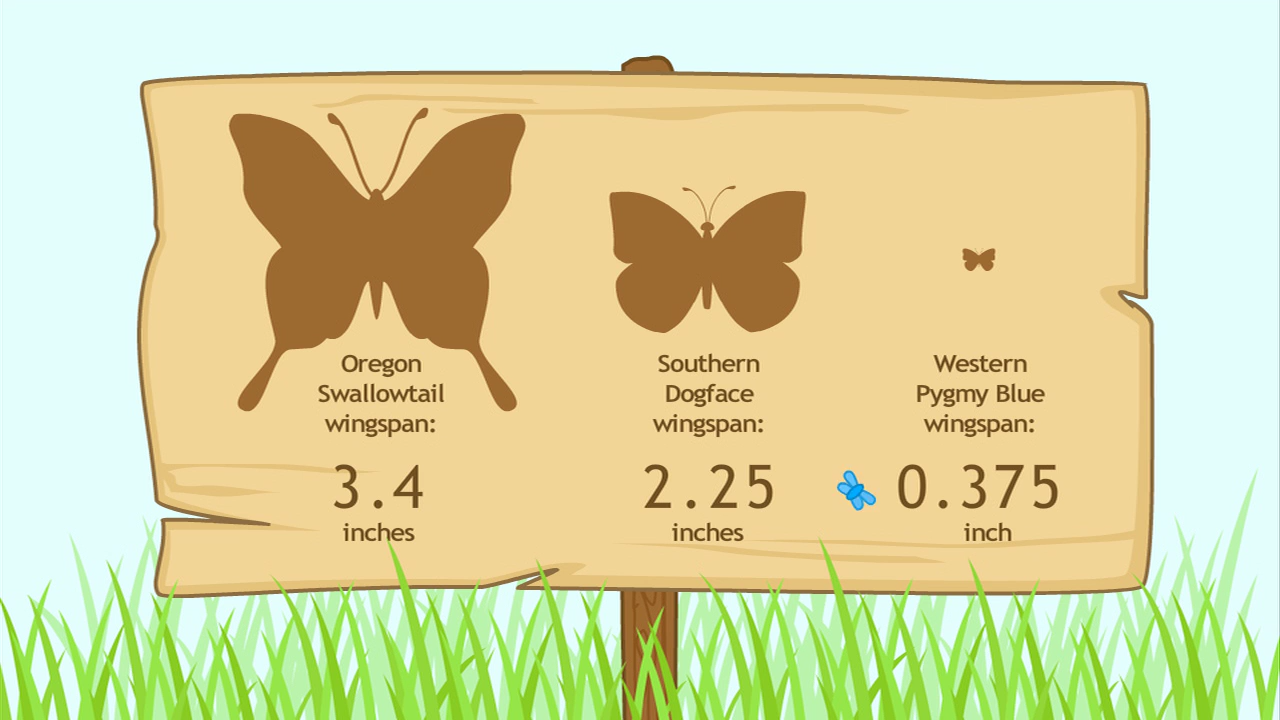 Oregon
Swallowtail
wingspan:
3.4
inches
Southern
Dogface
wingspan:
2.25
inches
Western
Pygmy Blue
wingspan:
0.375
inch